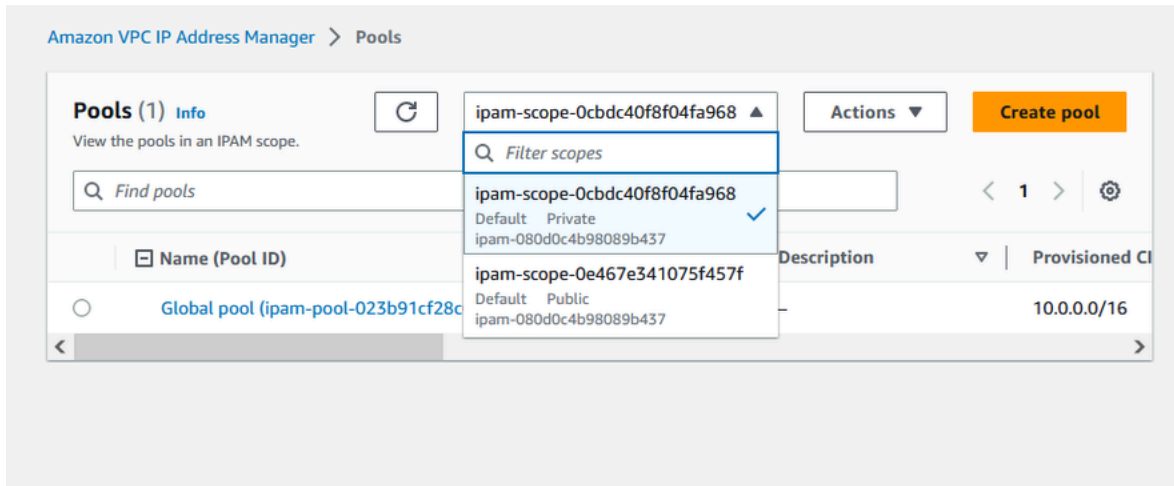 Amazon VPC IP Address Manager > Pools
Pools (1) Info
View the pools in an IPAM scope.
ipam-scope-0cbdc40f8f04fa968
Actions
Create pool
Filter scopes
Find pools
1
ipam-scope-0cbdc40f8f04fa968
Default Private
ipam-080d0c4b98089b437
ipam-scope-0e467e341075f457f
Default Public
ipam-080d0c4b98089b437
Name (Pool ID)
Description
Provisioned CI
Global pool (ipam-pool-023b91cf28c
–
10.0.0.0/16